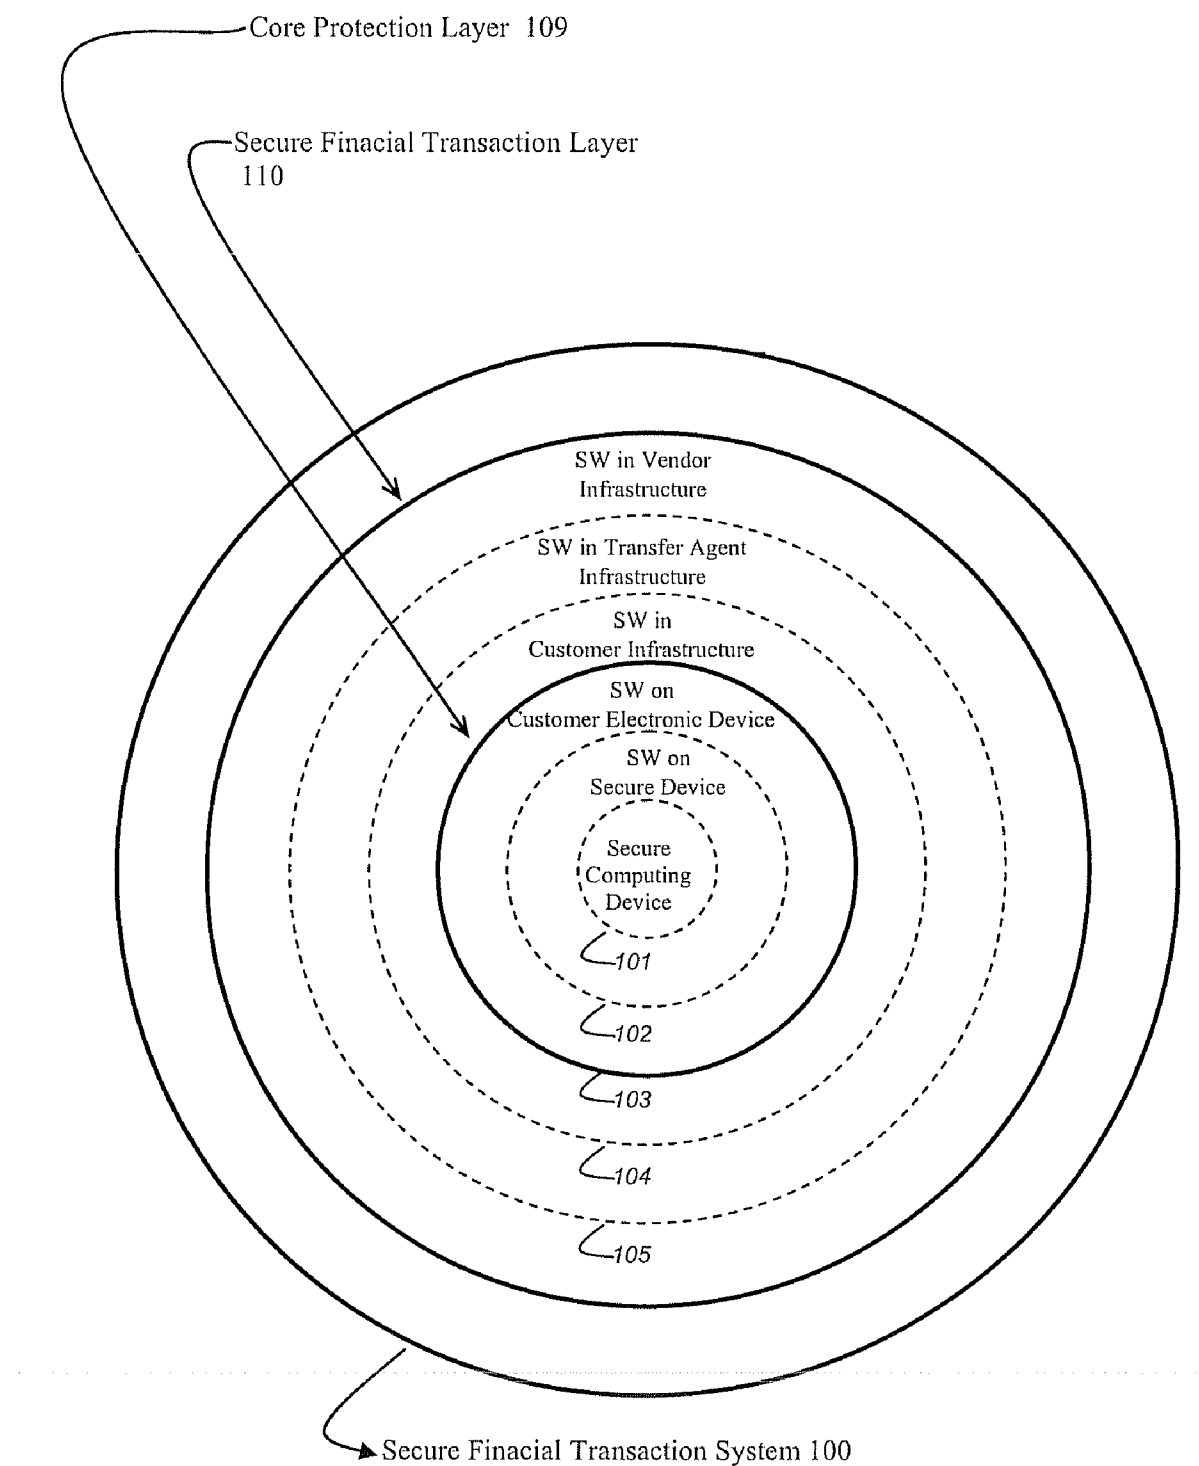 Core Protection Layer 109
Secure Finacial Transaction Layer
110
SW in Vendor
Infrastructure
SW in Transfer Agent
Infrastructure
SW in
Customer Infrastructure
SW on
Customer Electronic Device
SW on
Secure Device
Secure
Computing
Device
101
102
103
104
105
Secure Finacial Transaction System 100